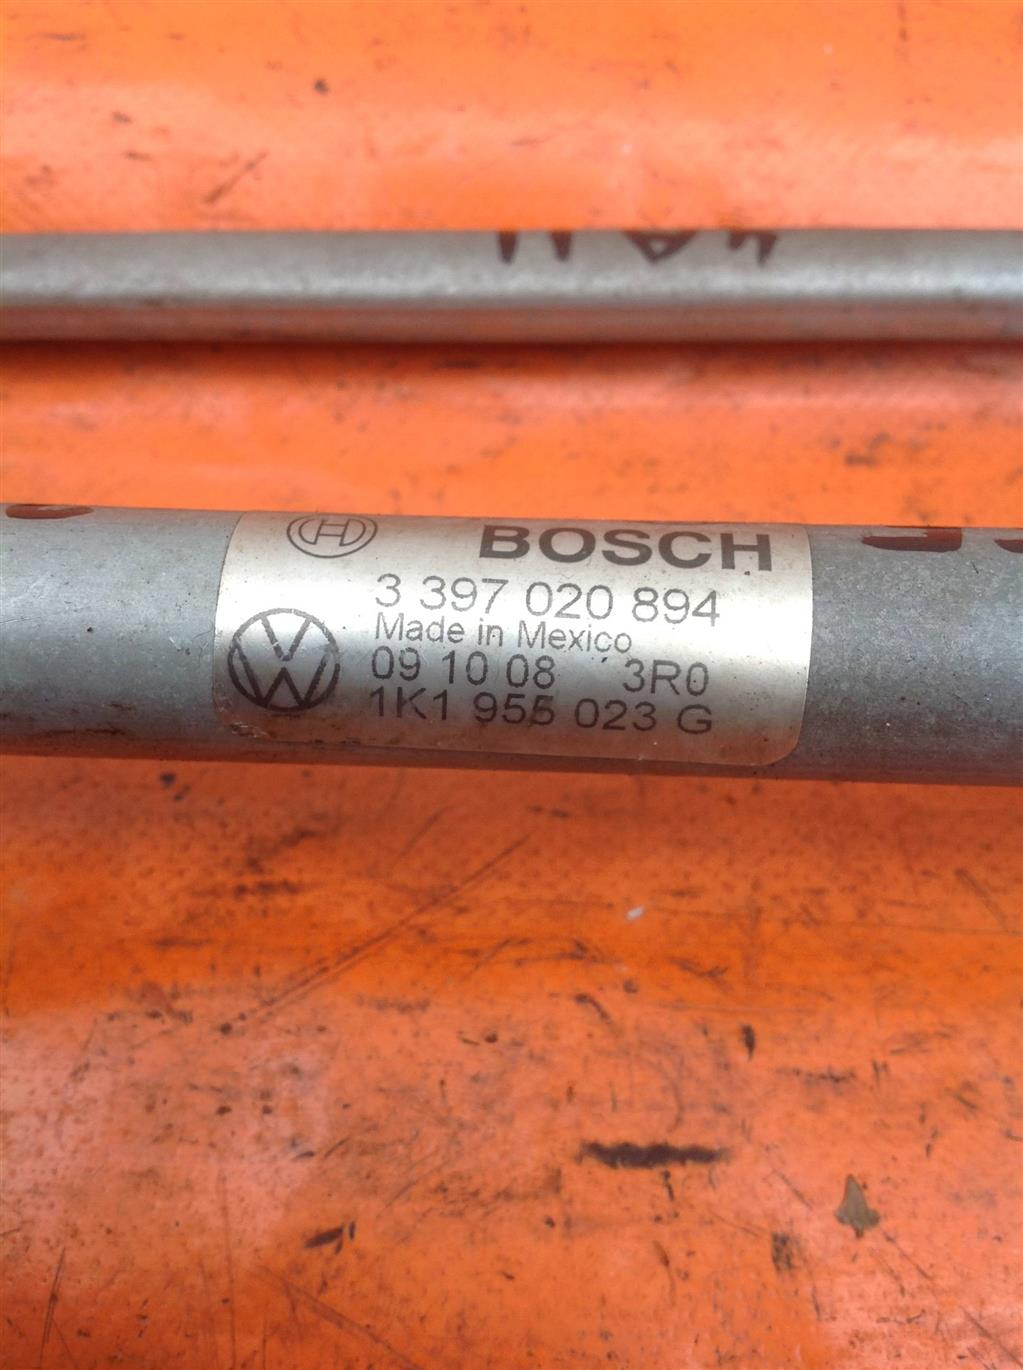 BOSCH
3 397 020 894
Made in Mexico
09 10 08 3R0
1K1 955 023 G